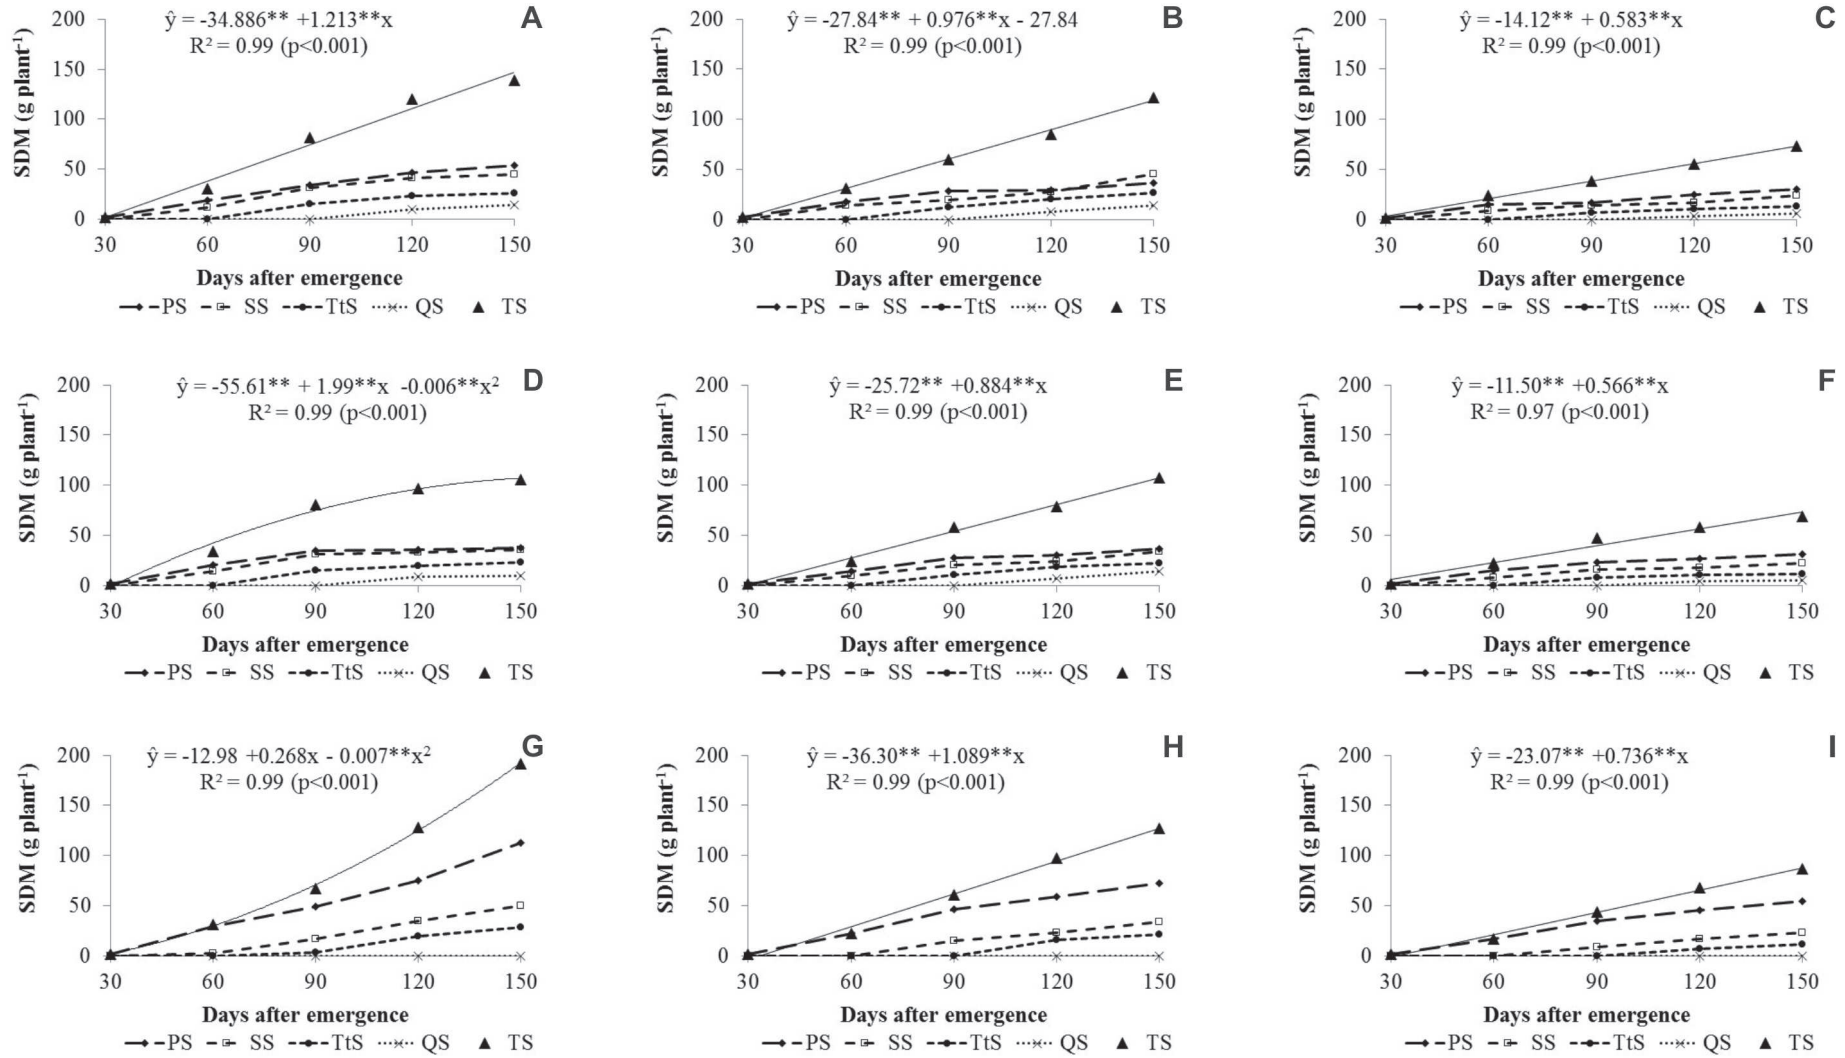 ŷ = -34.886** +1.213**x A
R² = 0.99 (p<0.001)
SDM (g plant⁻¹)
200
150
100
50
0
30 60 90 120 150
Days after emergence
PS SS TtS QS TS
ŷ = -27.84** + 0.976**x - 27.84 B
R² = 0.99 (p<0.001)
SDM (g plant⁻¹)
200
150
100
50
0
30 60 90 120 150
Days after emergence
PS SS TtS QS TS
ŷ = -14.12** + 0.583**x C
R² = 0.99 (p<0.001)
SDM (g plant⁻¹)
200
150
100
50
0
30 60 90 120 150
Days after emergence
PS SS TtS QS TS
ŷ = -55.61** + 1.99**x -0.006**x² D
R² = 0.99 (p<0.001)
SDM (g plant⁻¹)
200
150
100
50
0
30 60 90 120 150
Days after emergence
PS SS TtS QS TS
ŷ = -25.72** +0.884**x E
R² = 0.99 (p<0.001)
SDM (g plant⁻¹)
200
150
100
50
0
30 60 90 120 150
Days after emergence
PS SS TtS QS TS
ŷ = -11.50** +0.566**x F
R² = 0.97 (p<0.001)
SDM (g plant⁻¹)
200
150
100
50
0
30 60 90 120 150
Days after emergence
PS SS TtS QS TS
ŷ = -12.98 +0.268x - 0.007**x² G
R² = 0.99 (p<0.001)
SDM (g plant⁻¹)
200
150
100
50
0
30 60 90 120 150
Days after emergence
PS SS TtS QS TS
ŷ = -36.30** +1.089**x H
R² = 0.99 (p<0.001)
SDM (g plant⁻¹)
200
150
100
50
0
30 60 90 120 150
Days after emergence
PS SS TtS QS TS
ŷ = -23.07** +0.736**x I
R² = 0.99 (p<0.001)
SDM (g plant⁻¹)
200
150
100
50
0
30 60 90 120 150
Days after emergence
PS SS TtS QS TS